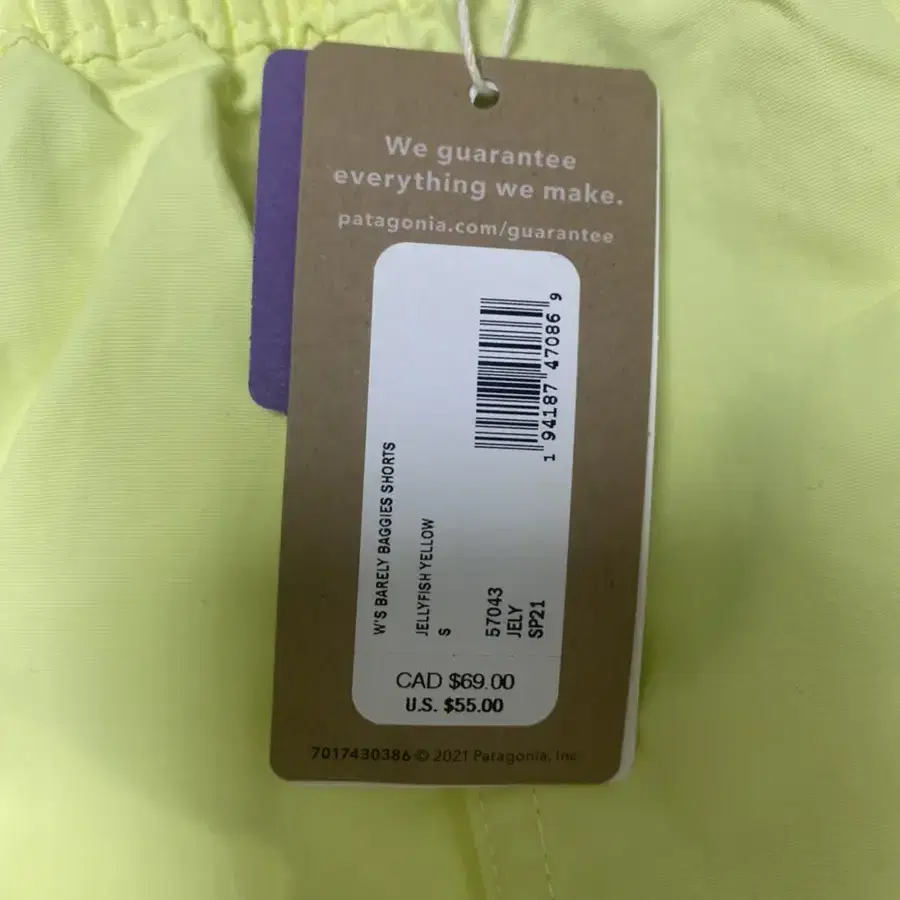 We guarantee
everything we make.
patagonia.com/guarantee
1 94187 47086 9
W'S BARELY BAGGIES SHORTS
JELLYFISH YELLOW
S
57043
JELY
SP21
CAD $69.00
U.S. $55.00
7017430386 © 2021 Patagonia, Inc.